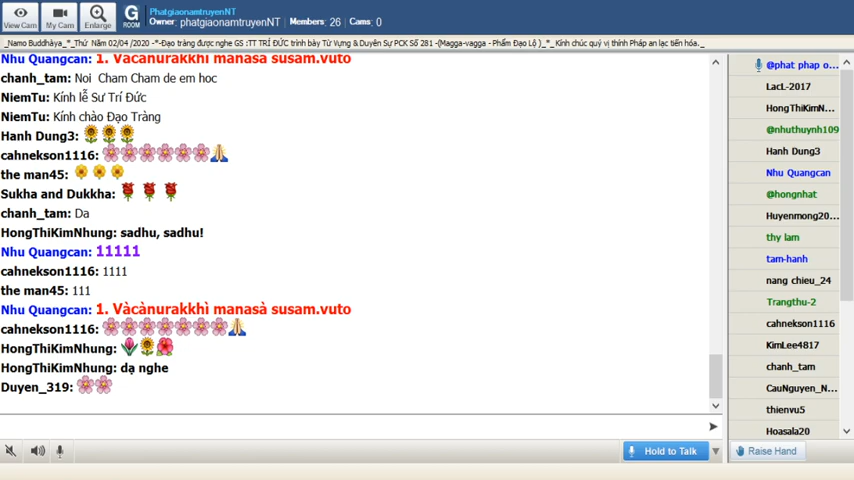 View Cam
My Cam
Enlarge
G
ROOM
PhatgiaonamtruyenNT
Owner: phatgiaonamtruyenNT | Members: 26 | Cams: 0
_Namo Buddhàya_*_Thứ Năm 02/04 /2020 -*-Đạo tràng được nghe GS :TT TRÍ ĐỨC trình bày Từ Vựng & Duyên Sự PCK Số 281 -(Magga-vagga - Phẩm Đạo Lộ )_*_ Kính chúc quý vị thính Pháp an lạc tiến hóa._
Nhu Quangcan: 1. Vàcànurakkhì manasà susam.vuto
chanh_tam: Noi Cham Cham de em hoc
NiemTu: Kính lễ Sư Trí Đức
NiemTu: Kính chào Đạo Tràng
Hanh Dung3:
cahnekson1116:
the man45:
Sukha and Dukkha:
chanh_tam: Da
HongThiKimNhung: sadhu, sadhu!
Nhu Quangcan: 11111
cahnekson1116: 1111
the man45: 111
Nhu Quangcan: 1. Vàcànurakkhì manasà susam.vuto
cahnekson1116:
HongThiKimNhung:
HongThiKimNhung: dạ nghe
Duyen_319:
Hold to Talk
@phat phap o...
LacL-2017
HongThiKimN...
@nhuthuynh109
Hanh Dung3
Nhu Quangcan
@hongnhat
Huyenmong20...
thy lam
tam-hanh
nang chieu_24
Trangthu-2
cahnekson1116
KimLee4817
chanh_tam
CauNguyen_N...
thienvu5
Hoasala20
Raise Hand